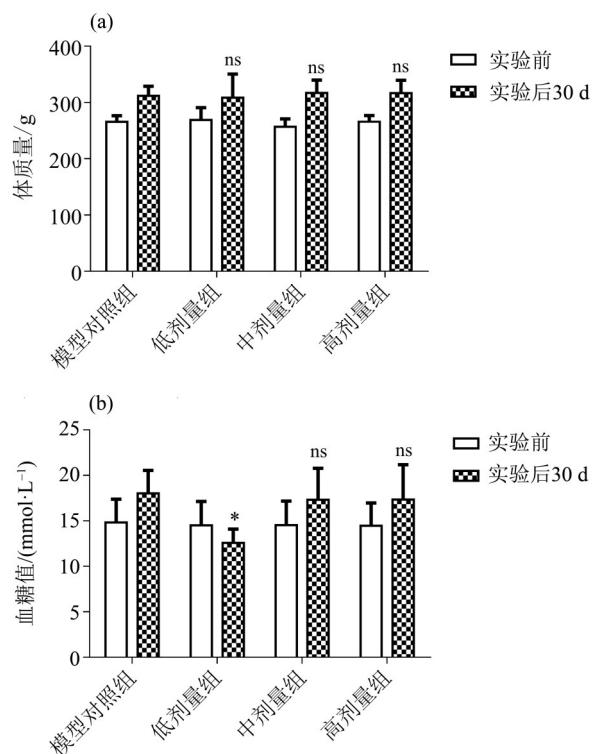 (a)
400
300
200
100
0
体质量/g
ns
ns
ns
实验前
实验后30 d
模型对照组
低剂量组
中剂量组
高剂量组
(b)
25
20
15
10
5
0
血糖值/(mmol·L⁻¹)
*
ns
ns
实验前
实验后30 d
模型对照组
低剂量组
中剂量组
高剂量组